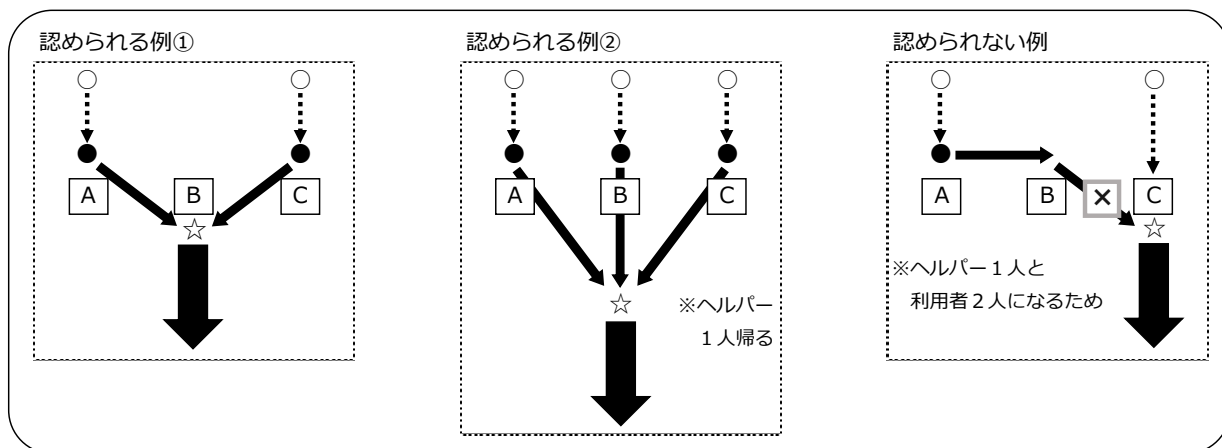 認められる例①
A
B
C
認められる例②
A
B
C
※ヘルパー
１人帰る
認められない例
A
B
×
C
※ヘルパー１人と
利用者２人になるため